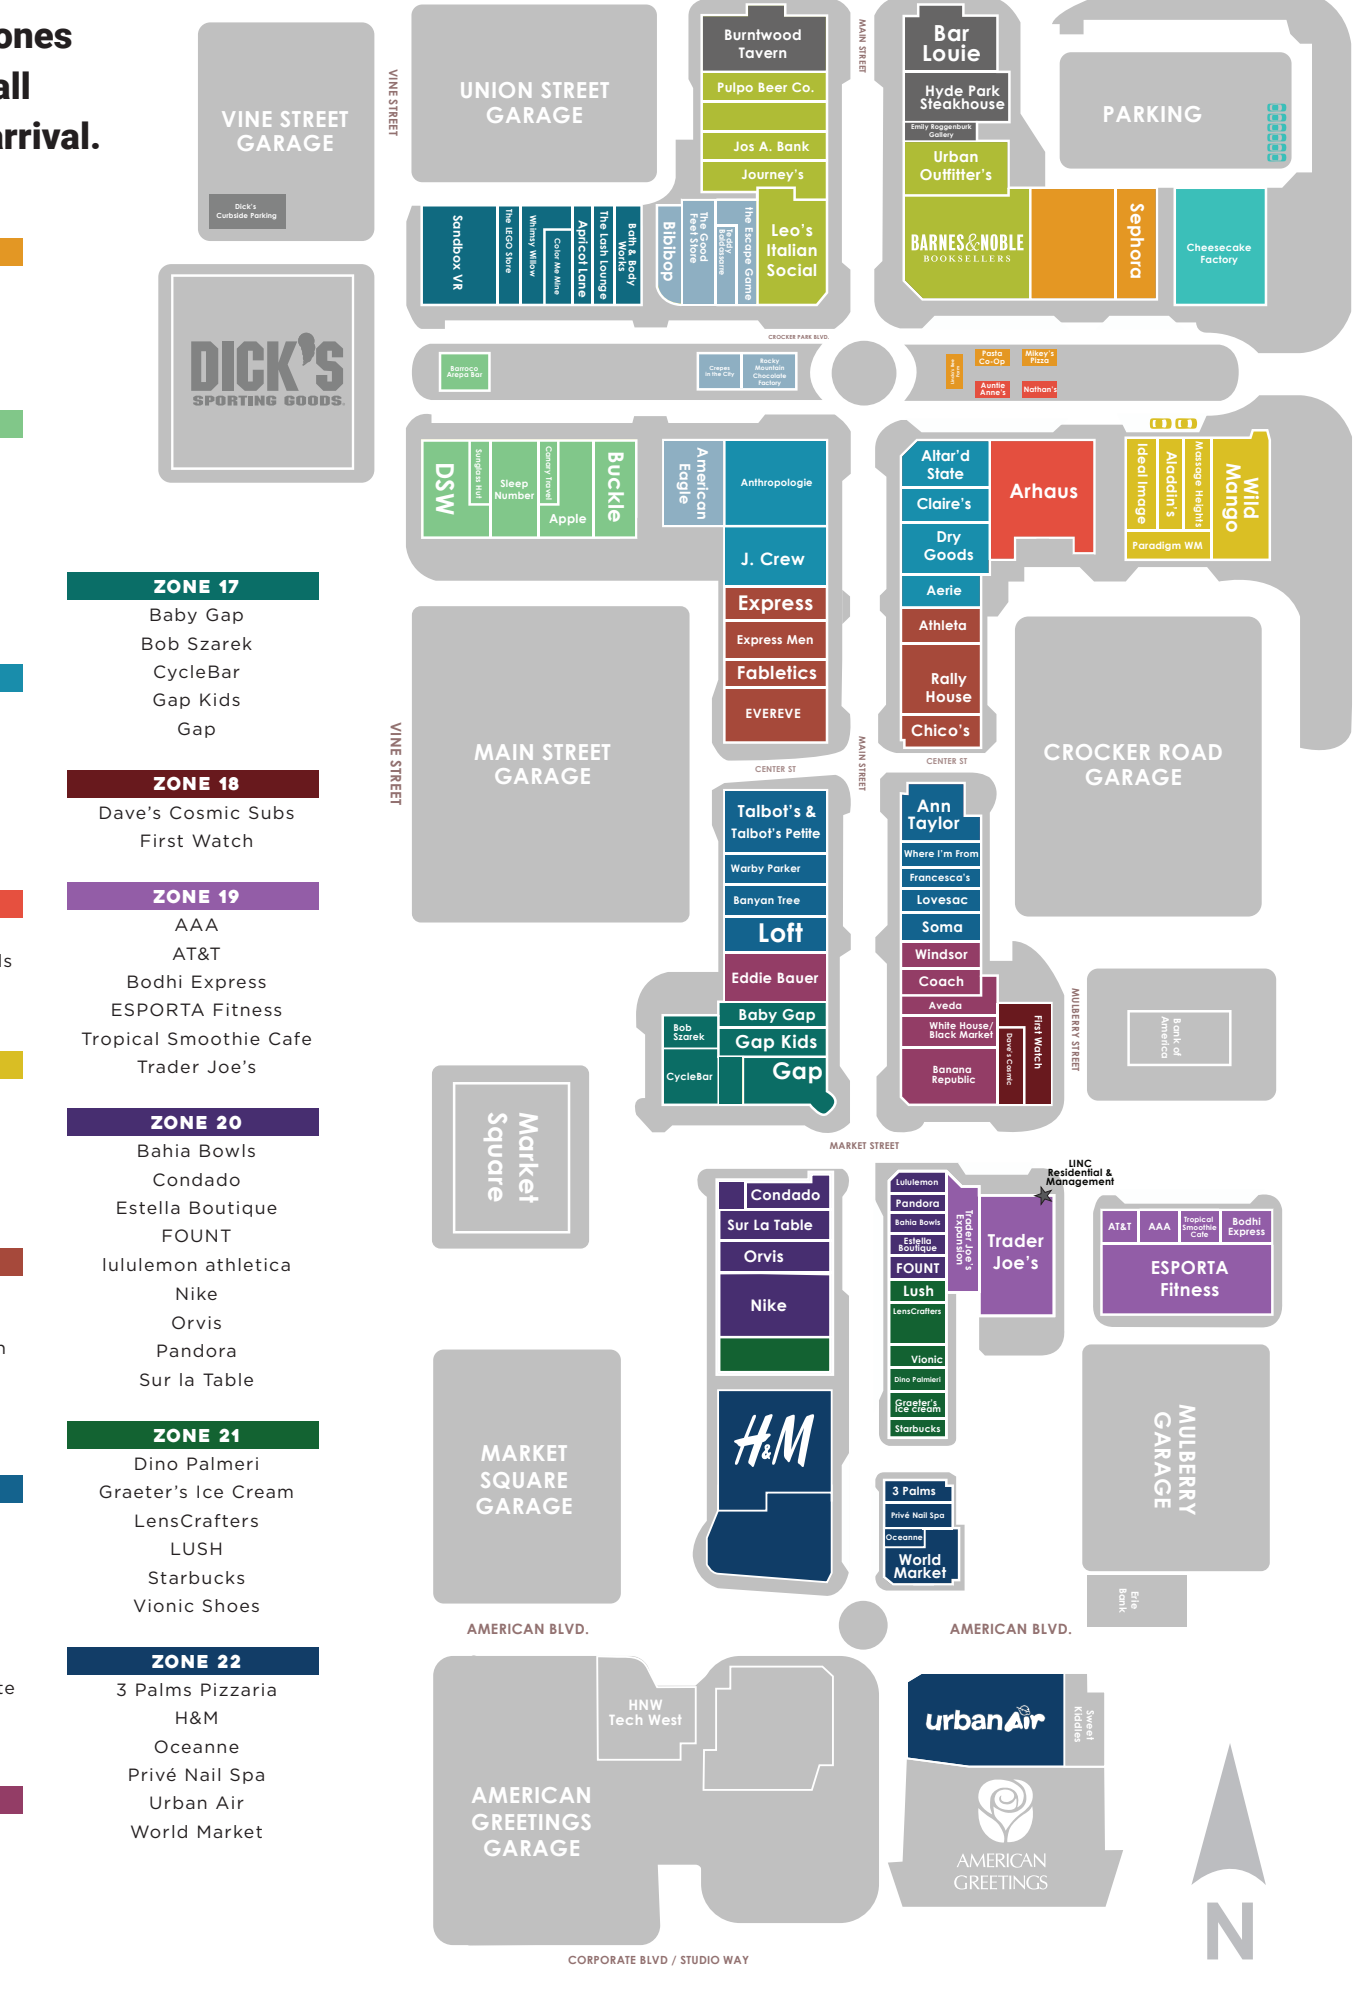 ones
all
arrival.
ZONE 17
Baby Gap
Bob Szarek
CycleBar
Gap Kids
Gap
ZONE 18
Dave's Cosmic Subs
First Watch
ls
ZONE 19
AAA
AT&T
Bodhi Express
ESPORTA Fitness
Tropical Smoothie Cafe
Trader Joe's
ZONE 20
Bahia Bowls
Condado
Estella Boutique
FOUNT
lululemon athletica
Nike
Orvis
Pandora
Sur la Table
n
ZONE 21
Dino Palmeri
Graeter's Ice Cream
LensCrafters
LUSH
Starbucks
Vionic Shoes
ZONE 22
3 Palms Pizzaria
H&M
Oceanne
Privé Nail Spa
Urban Air
World Market
te
VINE STREET
GARAGE
Dick's
Curbside Parking
VINE STREET
UNION STREET
GARAGE
Burntwood
Tavern
Pulpo Beer Co.
Jos A. Bank
Journey's
MAIN STREET
Bar
Louie
Hyde Park
Steakhouse
Emily Roggenburk
Gallery
Urban
Outfitter's
PARKING
Sandbox VR
The LEGO Store
Whimsy Willow
Color Me Mine
Apricot Lane
The Lash Lounge
Bath & Body
Works
Bibibop
The Good
Feet Store
Teddy
Baldassarre
the Escape Game
Leo's
Italian
Social
BARNES&NOBLE
BOOKSELLERS
Sephora
Cheesecake
Factory
CROCKER PARK BLVD.
DICK'S
SPORTING GOODS.
Barroco
Arepa Bar
Crepes
in the City
Rocky
Mountain
Chocolate
Factory
Pasta
Co-Op
Mikey's
Pizza
Auntie
Anne's
Nathan's
DSW
Sunglass Hut
Sleep
Number
Canary Travel
Apple
Buckle
American
Eagle
Anthropologie
J. Crew
Express
Express Men
Fabletics
EVEREVE
Altar'd
State
Claire's
Dry
Goods
Aerie
Athleta
Rally
House
Chico's
Arhaus
Ideal Image
Aladdin's
Massage Heights
Wild
Mango
Paradigm WM
VINE STREET
MAIN STREET
GARAGE
CENTER ST
MAIN STREET
CENTER ST
CROCKER ROAD
GARAGE
Talbot's &
Talbot's Petite
Warby Parker
Banyan Tree
Loft
Eddie Bauer
Baby Gap
Gap Kids
Gap
Bob
Szarek
CycleBar
Ann
Taylor
Where I'm From
Francesca's
Lovesac
Soma
Windsor
Coach
Aveda
White House/
Black Market
Banana
Republic
Dave's Cosmic
First Watch
MULBERRY STREET
Bank of
America
Market
Square
MARKET STREET
LINC
Residential &
Management
Condado
Sur La Table
Orvis
Nike
Lululemon
Pandora
Bahia Bowls
Estella
Boutique
FOUNT
Lush
LensCrafters
Vionic
Dino Palmieri
Graeter's
Ice cream
Starbucks
Trader Joe's
Expansion
Trader
Joe's
AT&T
AAA
Tropical
Smoothie
Cafe
Bodhi
Express
ESPORTA
Fitness
MARKET
SQUARE
GARAGE
H&M
3 Palms
Privé Nail Spa
Oceanne
World
Market
MULBERRY
GARAGE
Erie
Bank
AMERICAN BLVD.
AMERICAN BLVD.
HNW
Tech West
AMERICAN
GREETINGS
GARAGE
urbanAir
Sweet
Kiddles
AMERICAN
GREETINGS
N
CORPORATE BLVD / STUDIO WAY